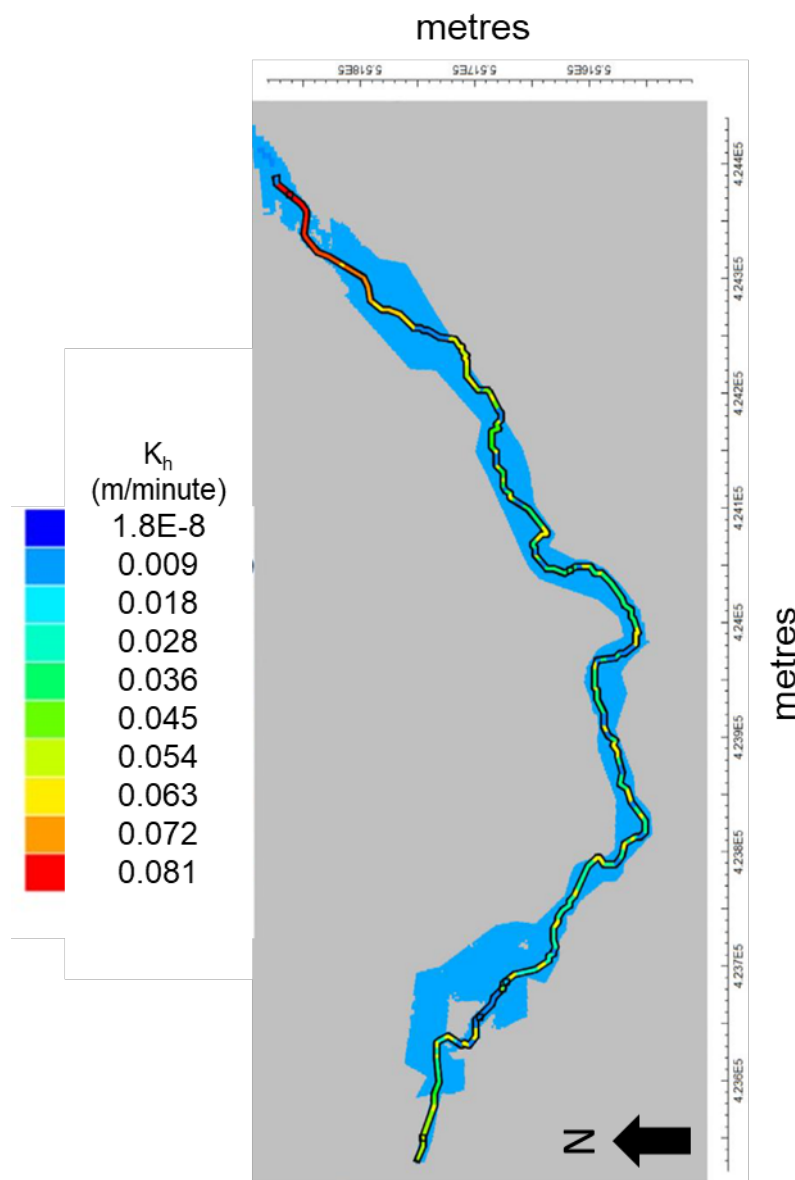 metres
5.518E5
5.517E5
5.516E5
4.244E5
4.243E5
4.242E5
4.241E5
4.24E5
4.239E5
4.238E5
4.237E5
4.236E5
metres
Kh
(m/minute)
1.8E-8
0.009
0.018
0.028
0.036
0.045
0.054
0.063
0.072
0.081
N